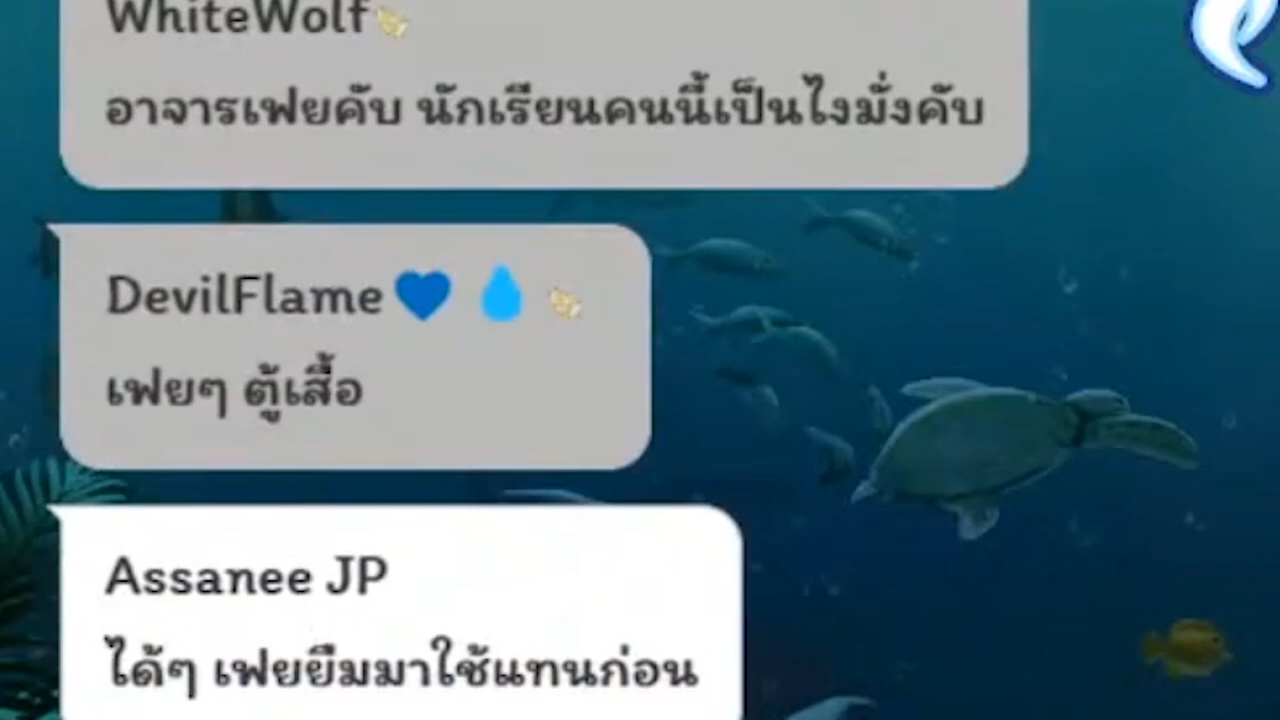 WhiteWolf
อาจารเฟยคับ นักเรียนคนนี้เป็นไงมั่งคับ
DevilFlame💙 💧
เฟยๆ ตู้เสื้อ
Assanee JP
ได้ๆ เฟยยืมมาใช้แทนก่อน